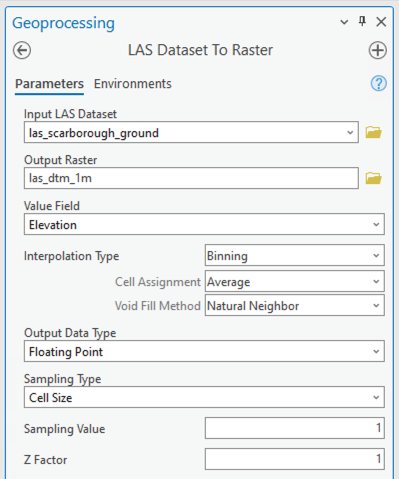 Geoprocessing
LAS Dataset To Raster
Parameters Environments ?
Input LAS Dataset
las_scarborough_ground
Output Raster
las_dtm_1m
Value Field
Elevation
Interpolation Type Binning
Cell Assignment Average
Void Fill Method Natural Neighbor
Output Data Type
Floating Point
Sampling Type
Cell Size
Sampling Value 1
Z Factor 1